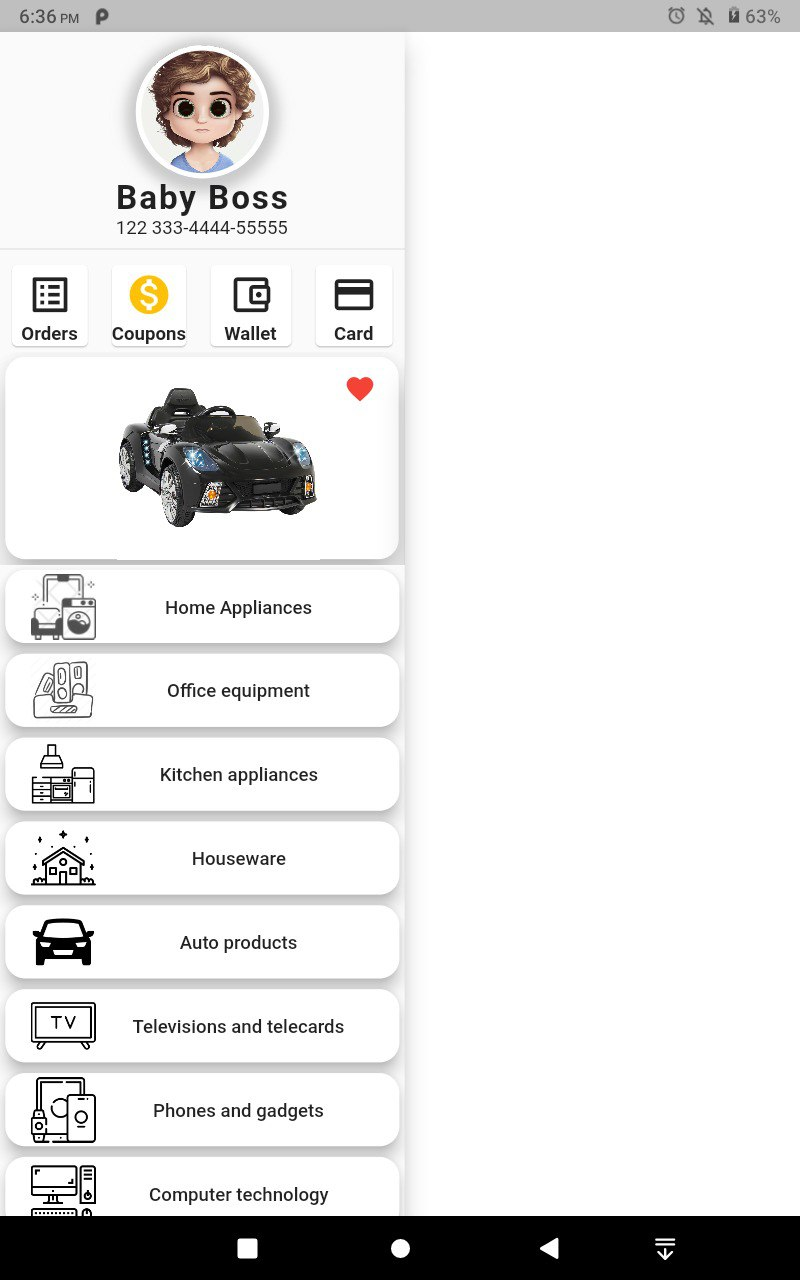 6:36 PM
63%
Baby Boss
122 333-4444-55555
Orders
Coupons
Wallet
Card
Home Appliances
Office equipment
Kitchen appliances
Houseware
Auto products
TV
Televisions and telecards
Phones and gadgets
Computer technology